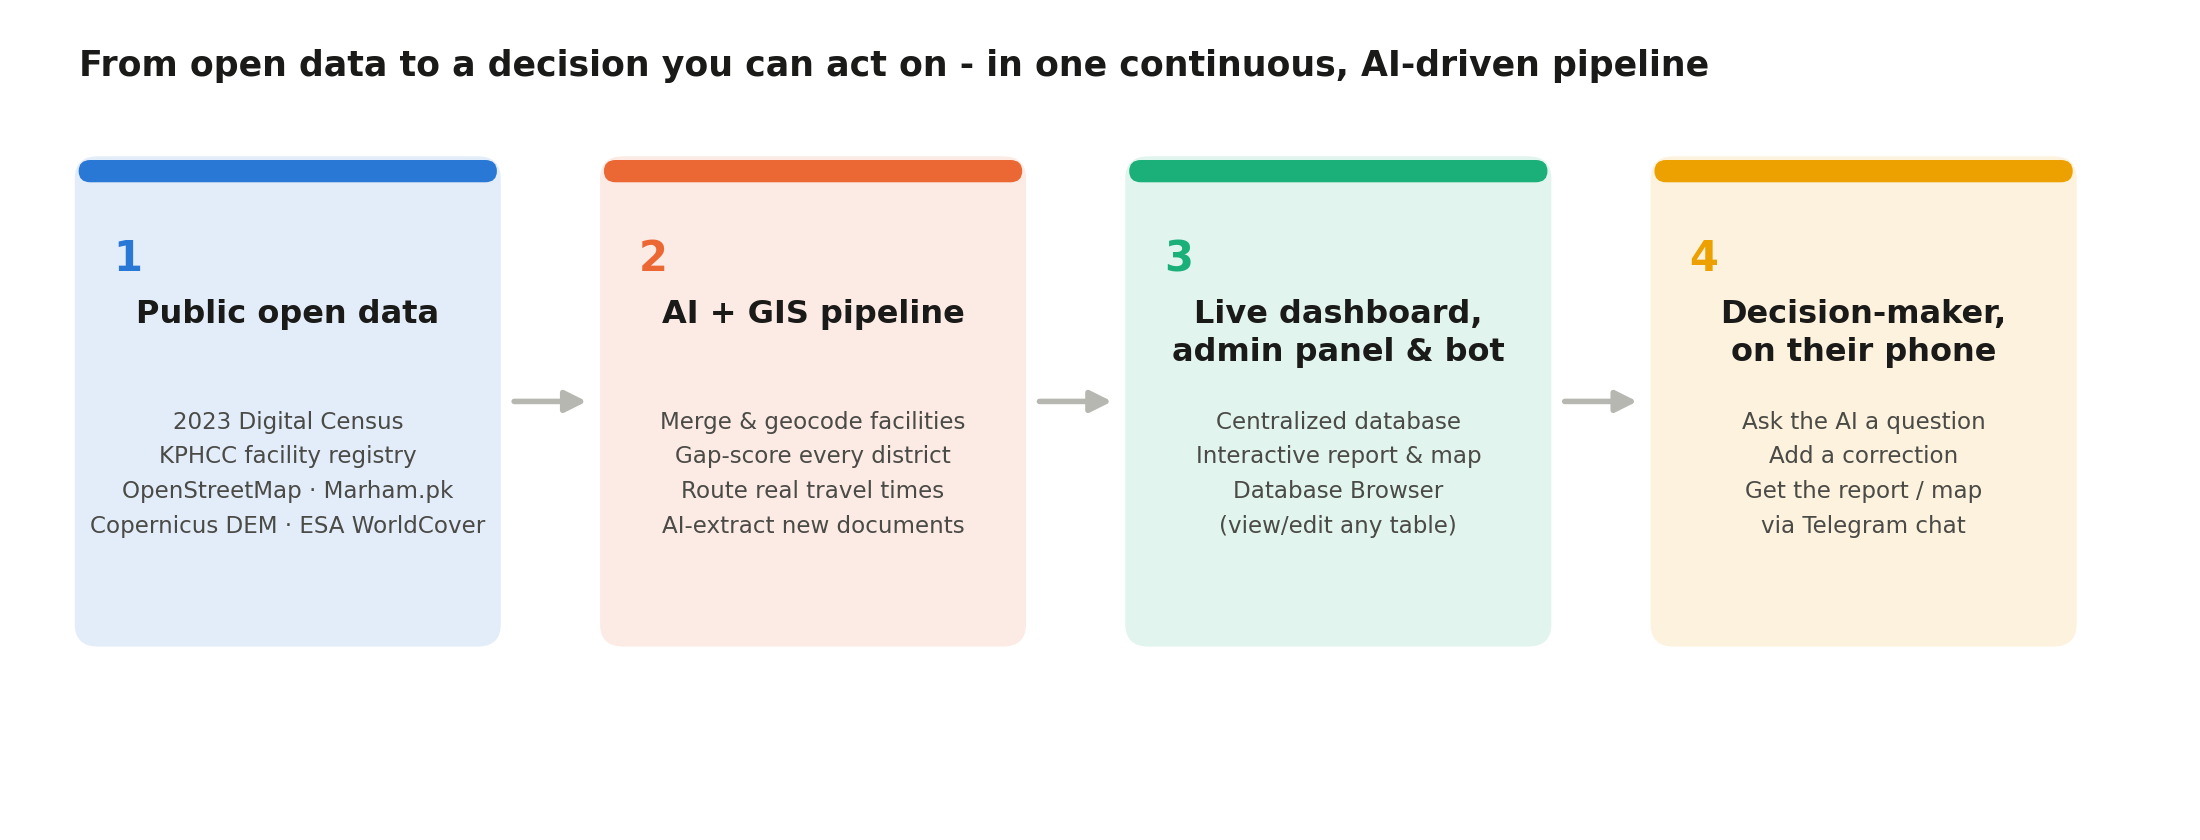 From open data to a decision you can act on - in one continuous, AI-driven pipeline
1
Public open data
2023 Digital Census
KPHCC facility registry
OpenStreetMap · Marham.pk
Copernicus DEM · ESA WorldCover
2
AI + GIS pipeline
Merge & geocode facilities
Gap-score every district
Route real travel times
AI-extract new documents
3
Live dashboard,
admin panel & bot
Centralized database
Interactive report & map
Database Browser
(view/edit any table)
4
Decision-maker,
on their phone
Ask the AI a question
Add a correction
Get the report / map
via Telegram chat